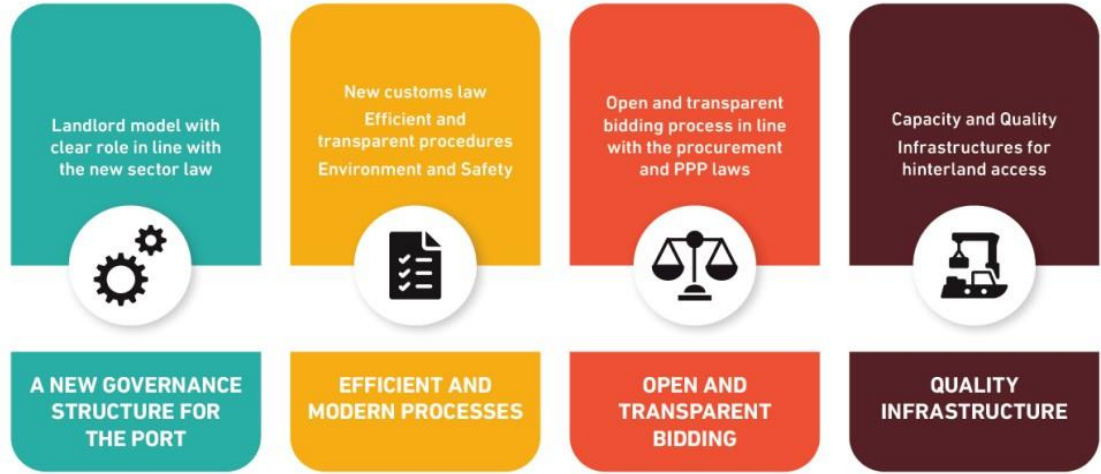 Landlord model with
clear role in line with
the new sector law
New customs law
Efficient and
transparent procedures
Environment and Safety
Open and transparent
bidding process in line
with the procurement
and PPP laws
Capacity and Quality
Infrastructures for
hinterland access
A NEW GOVERNANCE
STRUCTURE FOR
THE PORT
EFFICIENT AND
MODERN PROCESSES
OPEN AND
TRANSPARENT
BIDDING
QUALITY
INFRASTRUCTURE